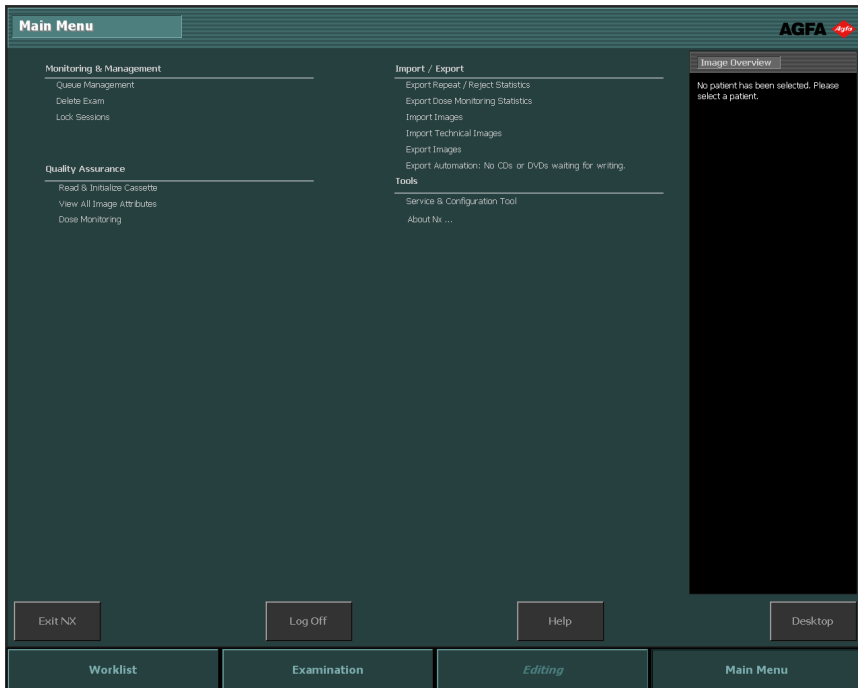 Main Menu
AGFA
Agfa
Monitoring & Management
Queue Management
Delete Exam
Lock Sessions
Quality Assurance
Read & Initialize Cassette
View All Image Attributes
Dose Monitoring
Import / Export
Export Repeat / Reject Statistics
Export Dose Monitoring Statistics
Import Images
Import Technical Images
Export Images
Export Automation: No CDs or DVDs waiting for writing.
Tools
Service & Configuration Tool
About Nx ...
Image Overview
No patient has been selected. Please
select a patient.
Exit NX
Log Off
Help
Desktop
Worklist
Examination
Editing
Main Menu